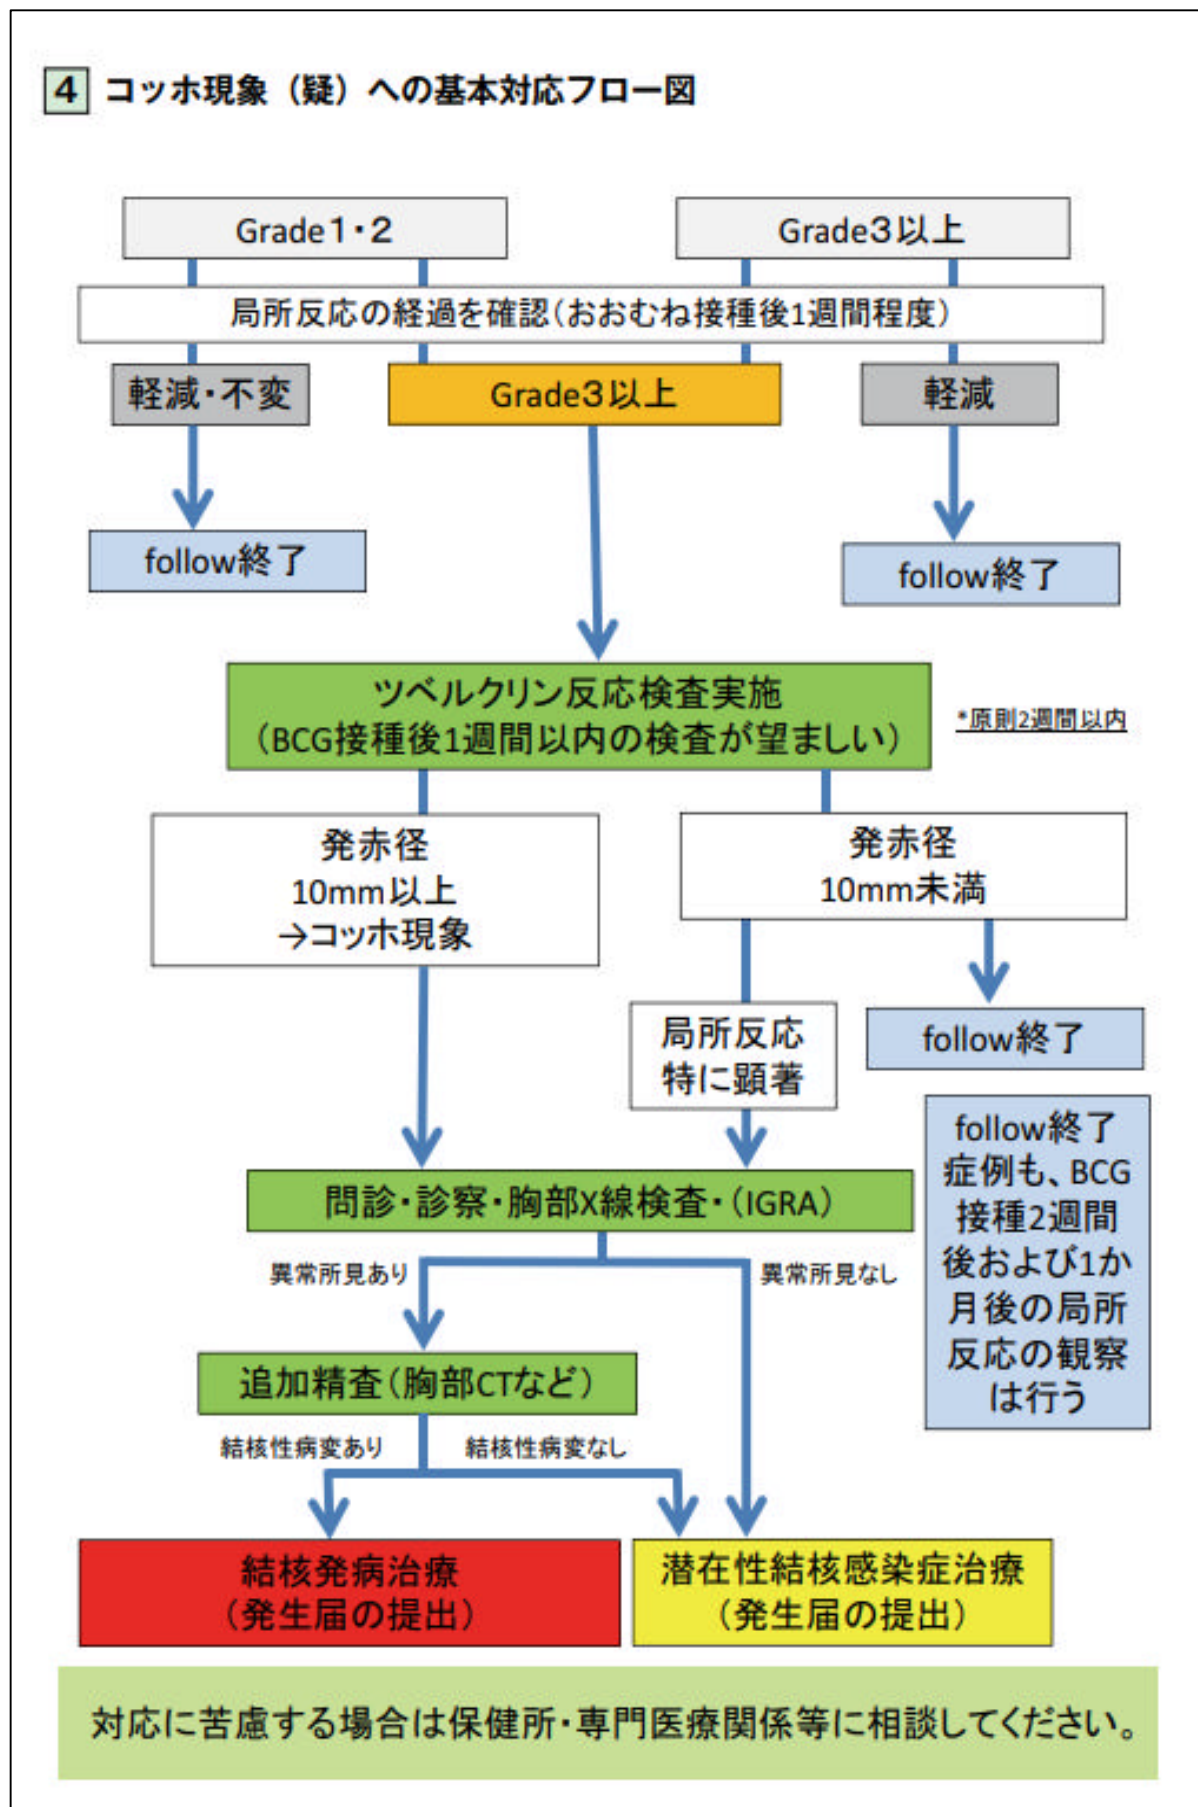 4 コッホ現象（疑）への基本対応フロー図
Grade１・２
Grade３以上
局所反応の経過を確認（おおむね接種後1週間程度）
軽減・不変
Grade３以上
軽減
follow終了
follow終了
ツベルクリン反応検査実施
（BCG接種後1週間以内の検査が望ましい）
*原則2週間以内
発赤径
10mm以上
→コッホ現象
発赤径
10mm未満
局所反応
特に顕著
follow終了
follow終了
症例も、BCG
接種2週間
後および1か
月後の局所
反応の観察
は行う
問診・診察・胸部X線検査・（IGRA）
異常所見あり
異常所見なし
追加精査（胸部CTなど）
結核性病変あり
結核性病変なし
結核発病治療
（発生届の提出）
潜在性結核感染症治療
（発生届の提出）
対応に苦慮する場合は保健所・専門医療関係等に相談してください。